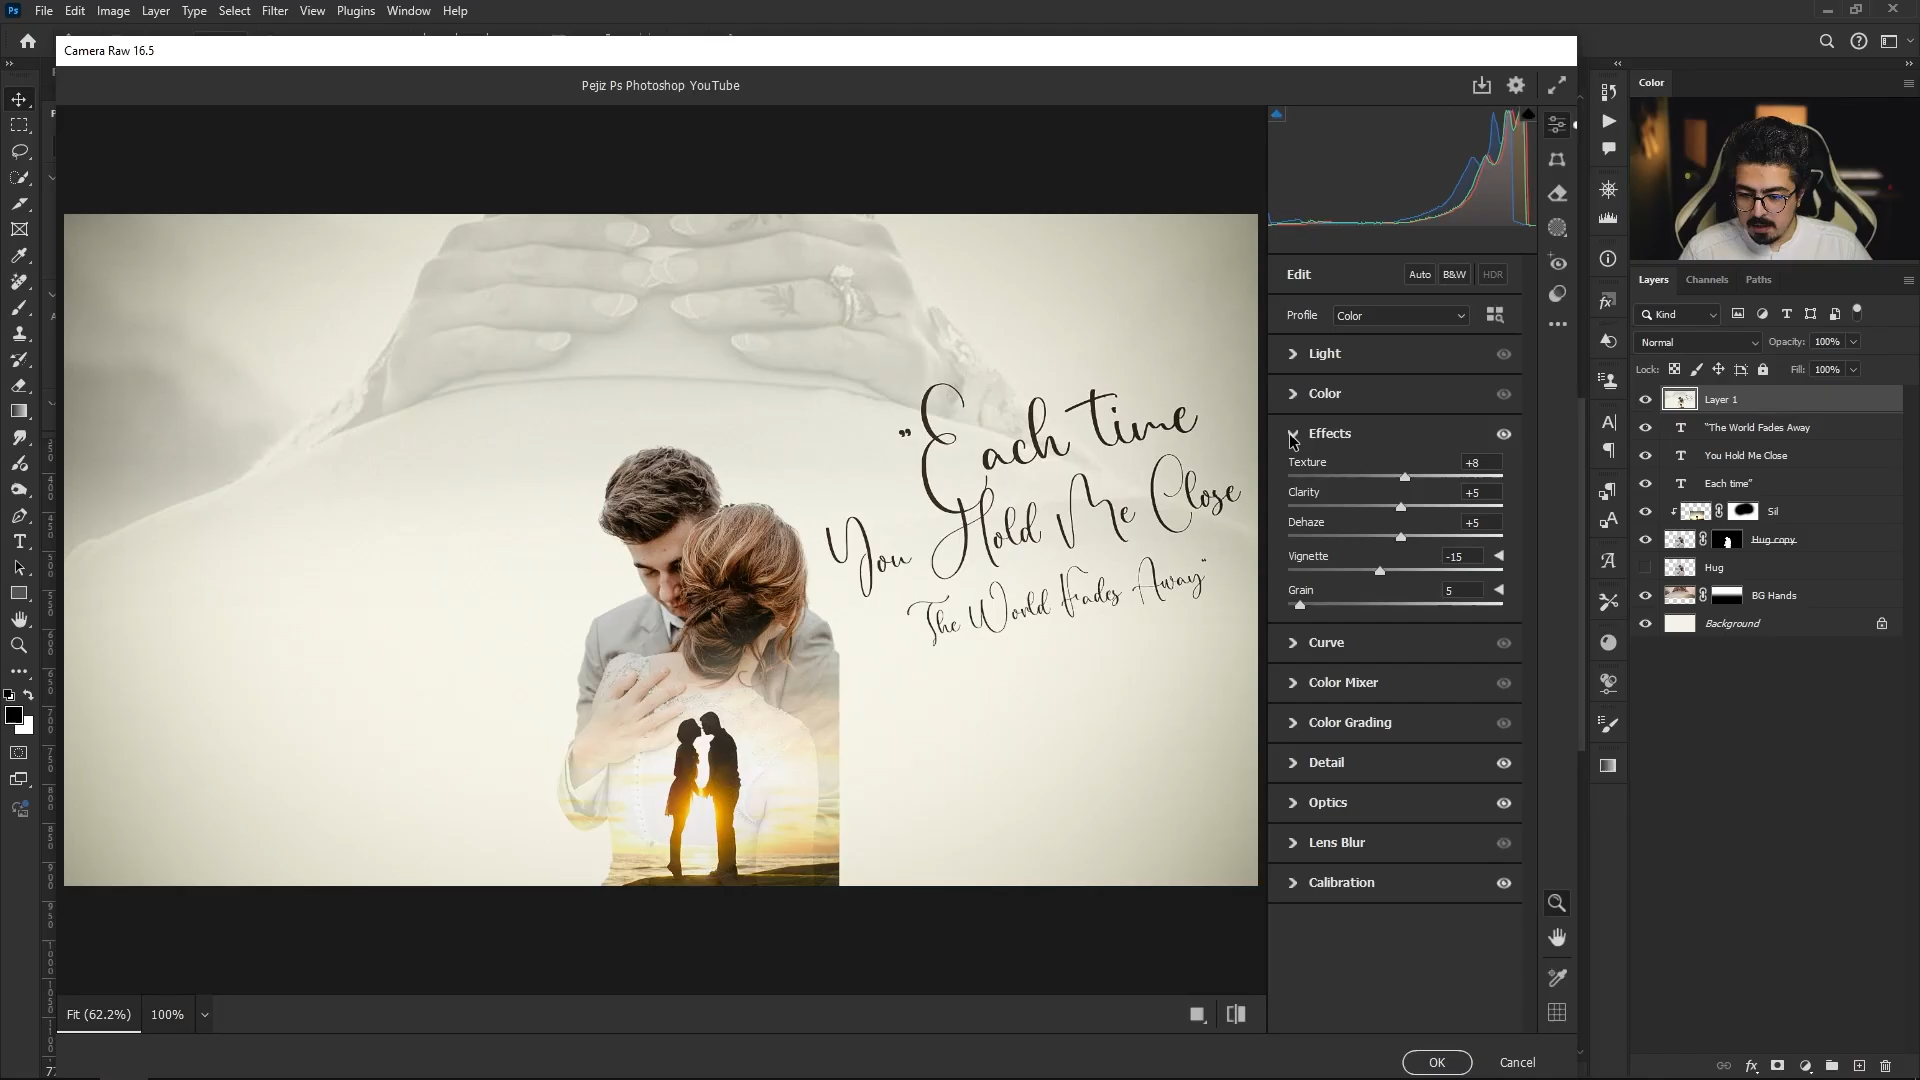 Ps File Edit Image Layer Type Select Filter View Plugins Window Help
Camera Raw 16.5
Pejiz Ps Photoshop YouTube
"Each time
You Hold Me Close
The World Fades Away"
Edit Auto B&W HDR
Profile Color
Light
Color
Effects
Texture +8
Clarity +5
Dehaze +5
Vignette -15
Grain 5
Curve
Color Mixer
Color Grading
Detail
Optics
Lens Blur
Calibration
Fit (62.2%) 100%
OK Cancel
Color
Layers Channels Paths
Kind
Normal Opacity: 100%
Lock: Fill: 100%
Layer 1
T "The World Fades Away
T You Hold Me Close
T Each time"
Sil
Hug copy
Hug
BG Hands
Background